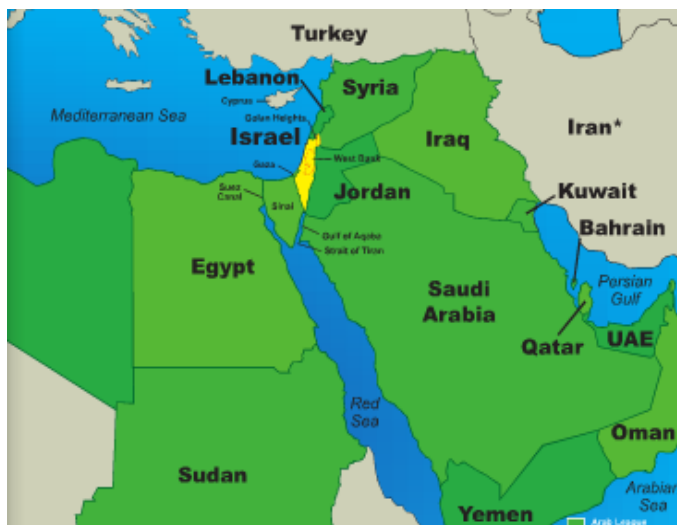 Turkey
Lebanon
Syria
Cyprus
Mediterranean Sea
Golan Heights
Israel
Iraq
Iran*
Gaza
West Bank
Suez
Canal
Sinai
Jordan
Kuwait
Bahrain
Gulf of Aqaba
Strait of Tiran
Egypt
Saudi
Arabia
Persian
Gulf
Qatar
UAE
Red
Sea
Oman
Sudan
Yemen
Arabian
Sea
Arab League